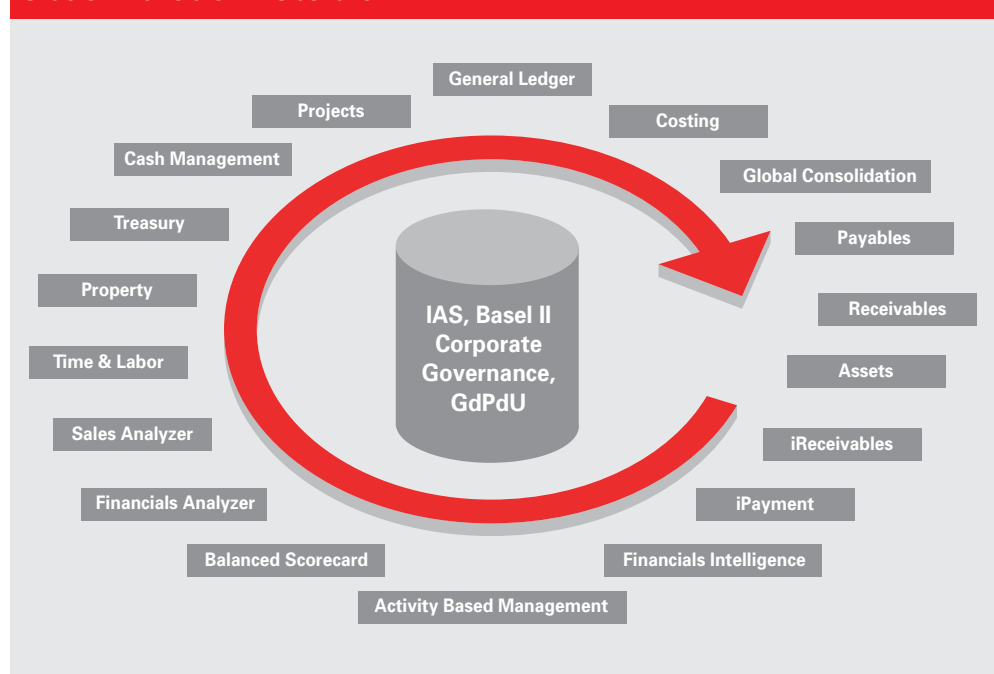 General Ledger
Projects
Costing
Cash Management
Global Consolidation
Treasury
Payables
Property
Receivables
IAS, Basel II
Corporate
Governance,
GdPdU
Time & Labor
Assets
Sales Analyzer
iReceivables
Financials Analyzer
iPayment
Balanced Scorecard
Financials Intelligence
Activity Based Management